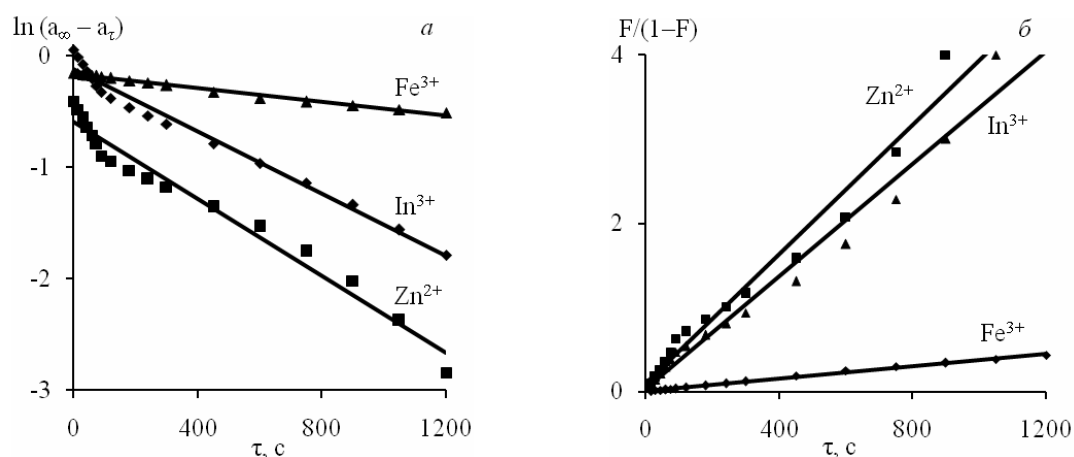 ln (a∞ – aτ)
а
0
-1
-2
-3
Fe³⁺
In³⁺
Zn²⁺
0 400 800 1200
τ, с
F/(1–F)
б
4
2
0
Zn²⁺
In³⁺
Fe³⁺
0 400 800 1200
τ, с